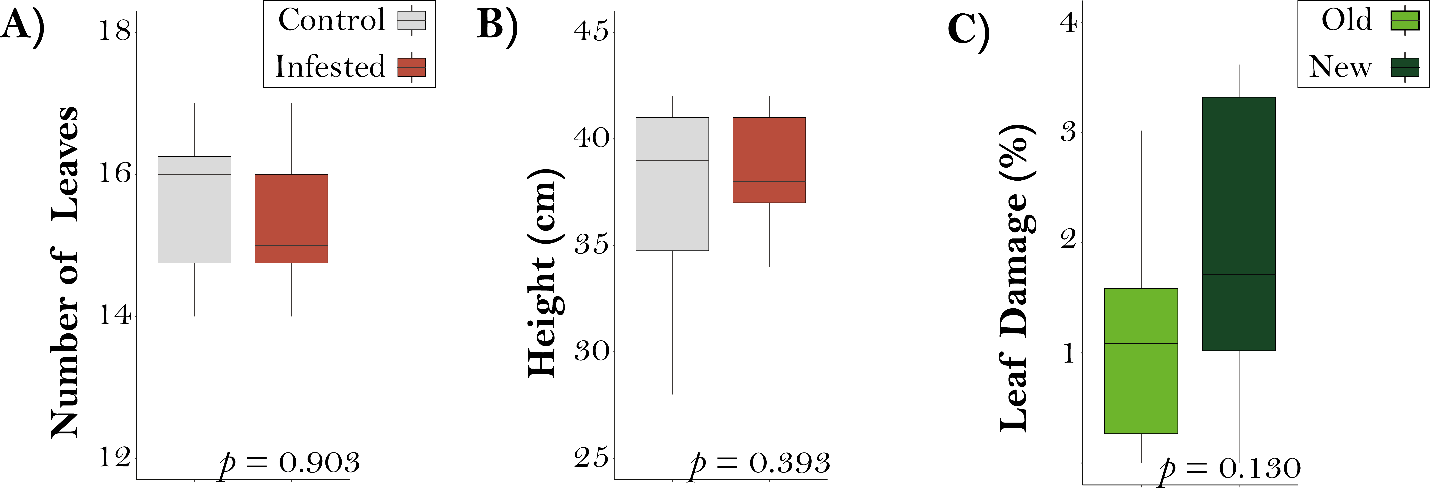 A)
Number of Leaves
18
16
14
12
Control
Infested
p = 0.903
B)
Height (cm)
45
40
35
30
25
p = 0.393
C)
Leaf Damage (%)
4
3
2
1
Old
New
p = 0.130